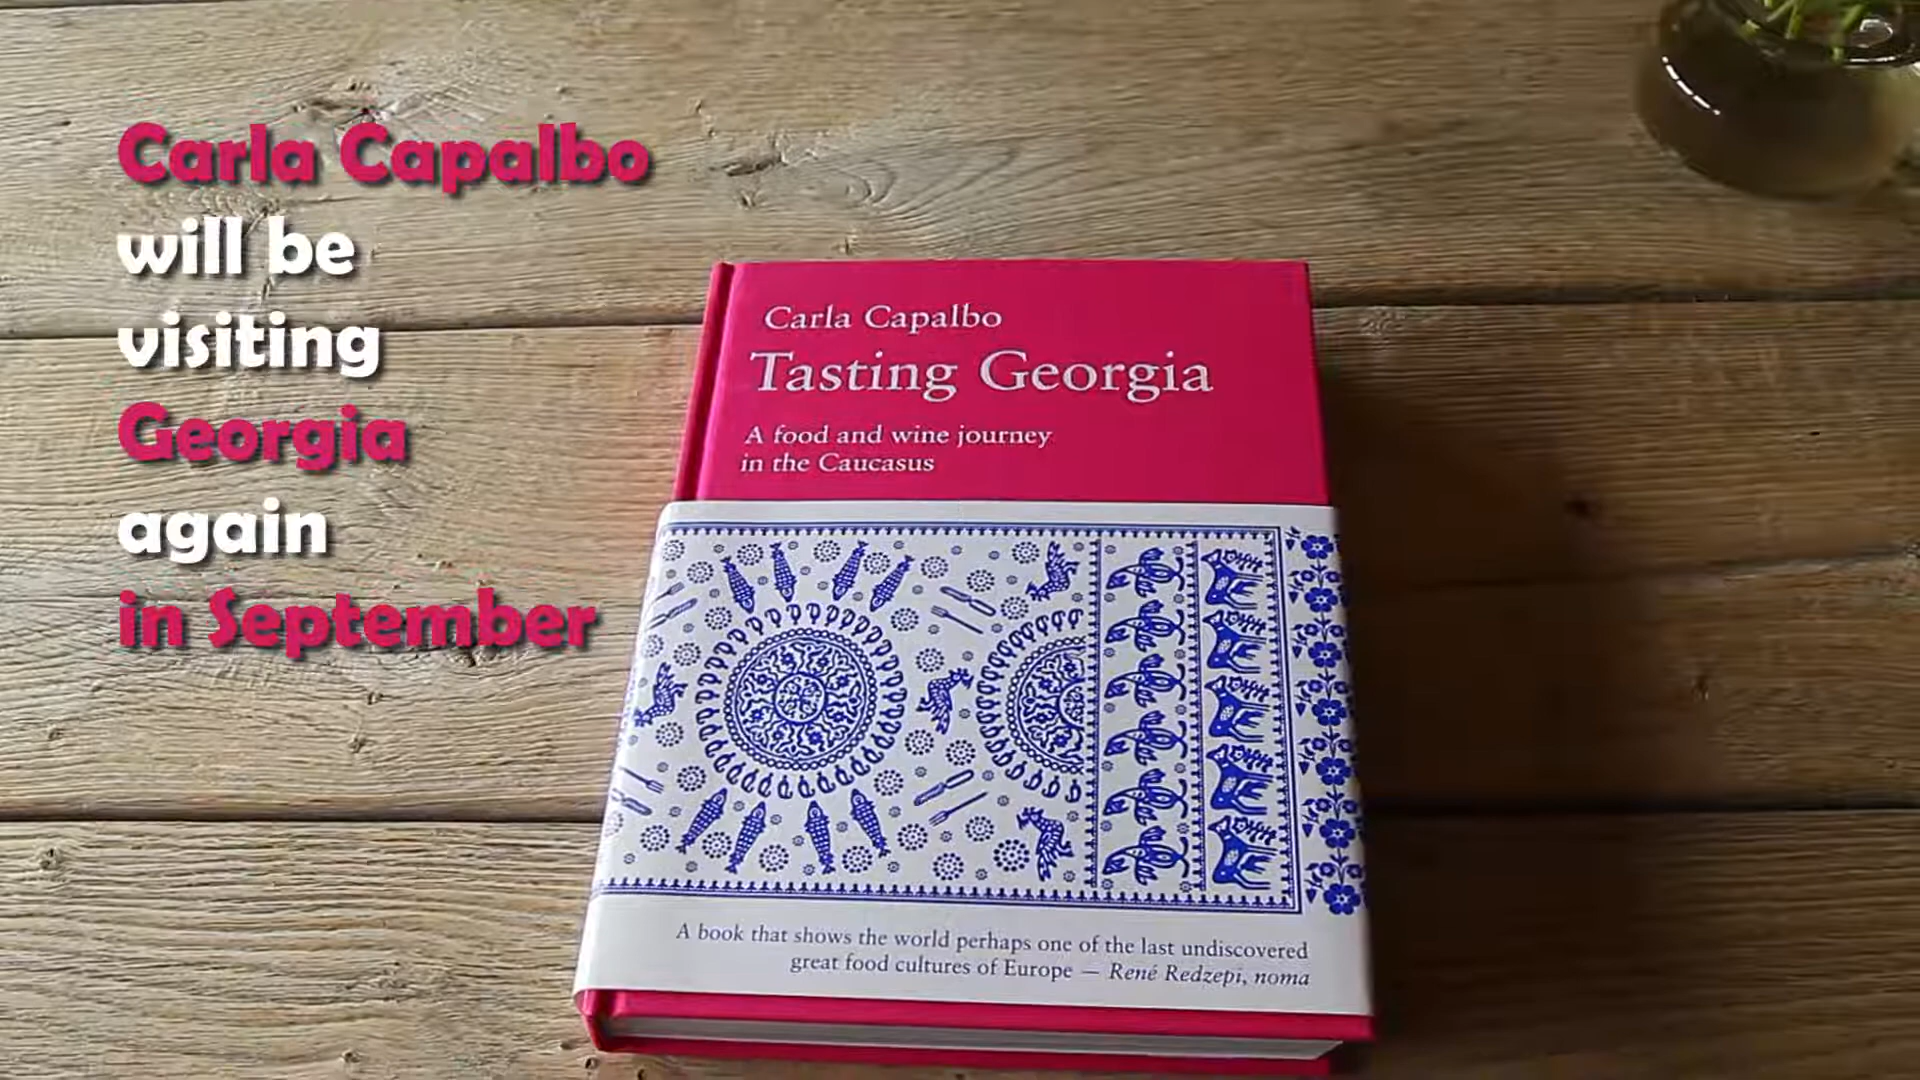 Carla Capalbo
will be
visiting
Georgia
again
in September
Carla Capalbo
Tasting Georgia
A food and wine journey
in the Caucasus
A book that shows the world perhaps one of the last undiscovered
great food cultures of Europe — René Redzepi, noma